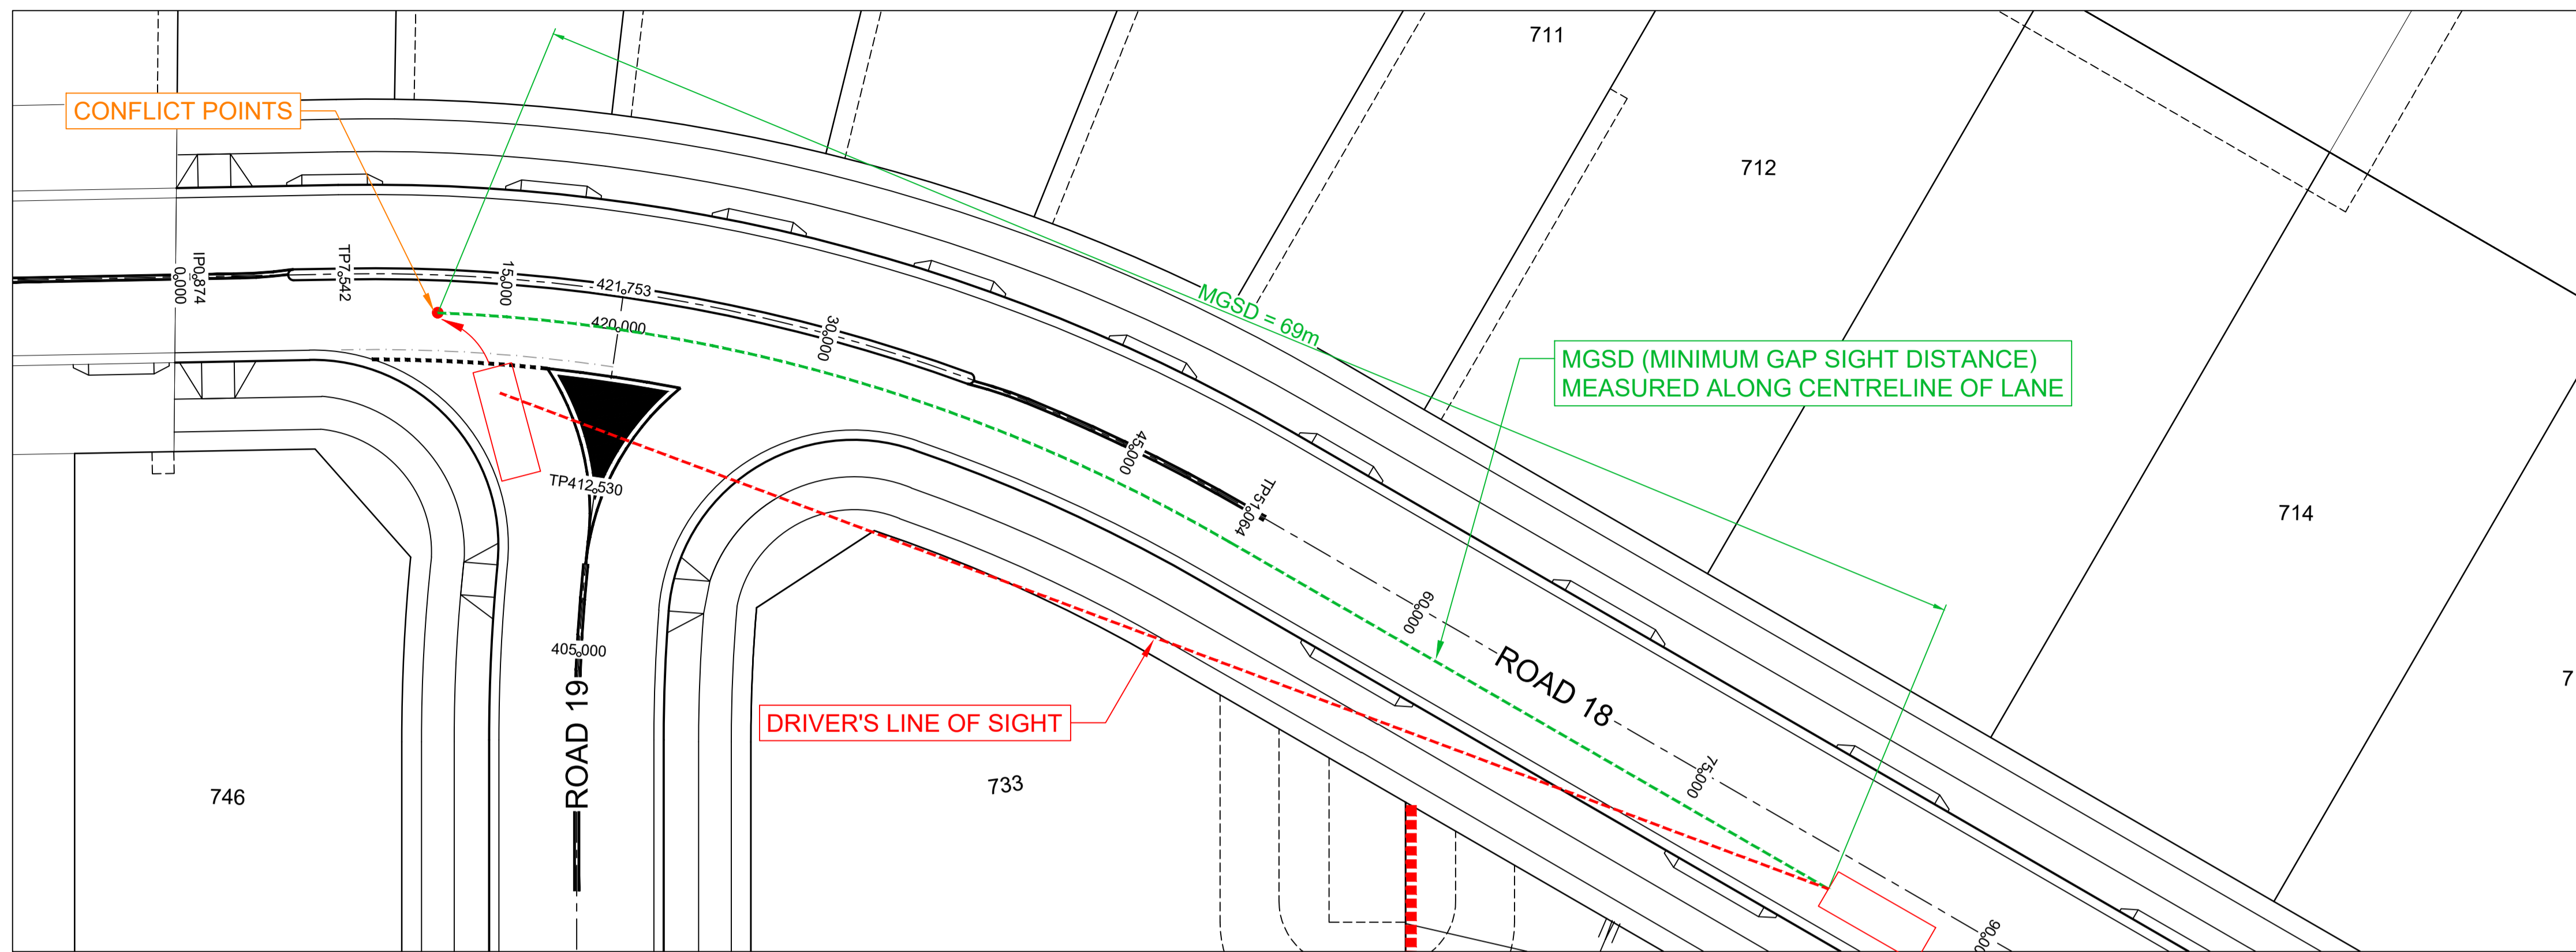 711
CONFLICT POINTS
712
IP0.874
0.000
TP7.542
15.000
421.753
420.000
30.000
MGSD = 69m
MGSD (MINIMUM GAP SIGHT DISTANCE)
MEASURED ALONG CENTRELINE OF LANE
45.000
TP412.530
TP51.064
714
60.000
405.000
ROAD 19
ROAD 18
DRIVER'S LINE OF SIGHT
75.000
746
733